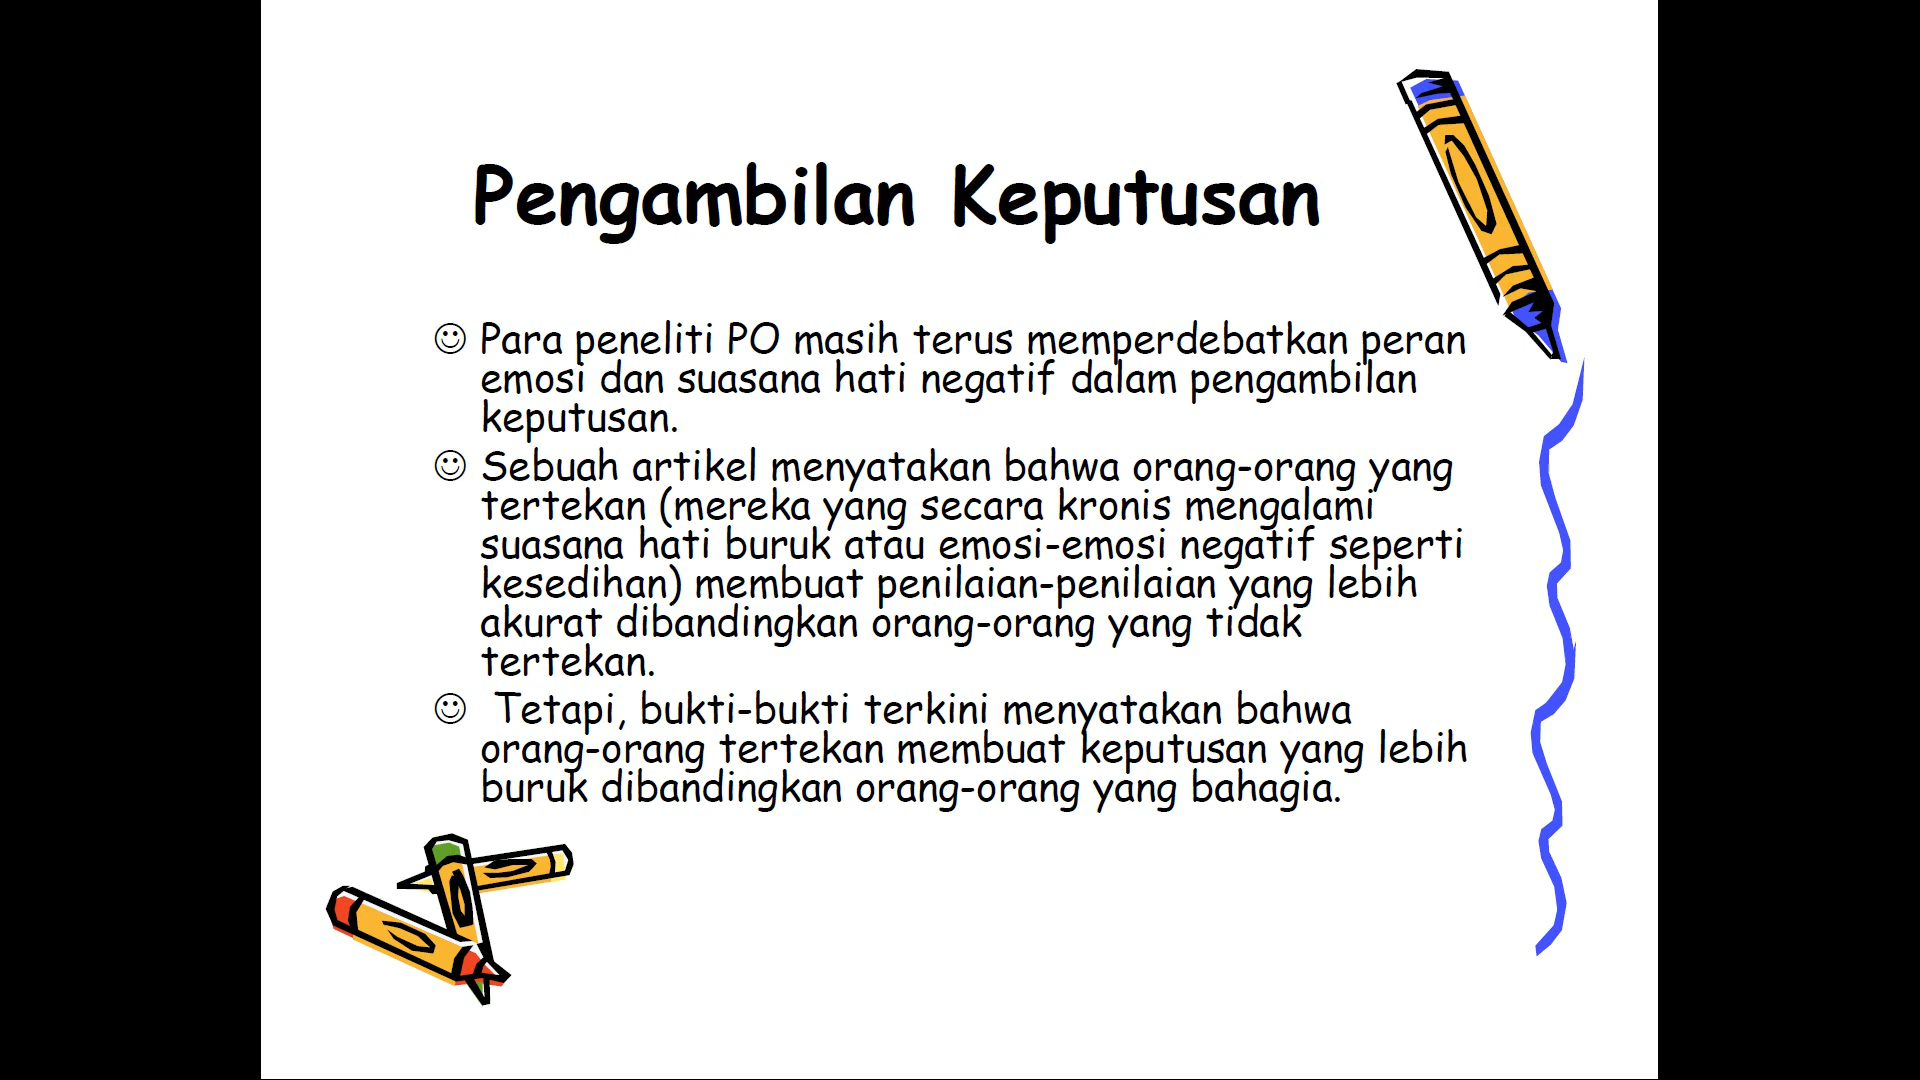 Pengambilan Keputusan
Para peneliti PO masih terus memperdebatkan peran
emosi dan suasana hati negatif dalam pengambilan
keputusan.
Sebuah artikel menyatakan bahwa orang-orang yang
tertekan (mereka yang secara kronis mengalami
suasana hati buruk atau emosi-emosi negatif seperti
kesedihan) membuat penilaian-penilaian yang lebih
akurat dibandingkan orang-orang yang tidak
tertekan.
Tetapi, bukti-bukti terkini menyatakan bahwa
orang-orang tertekan membuat keputusan yang lebih
buruk dibandingkan orang-orang yang bahagia.